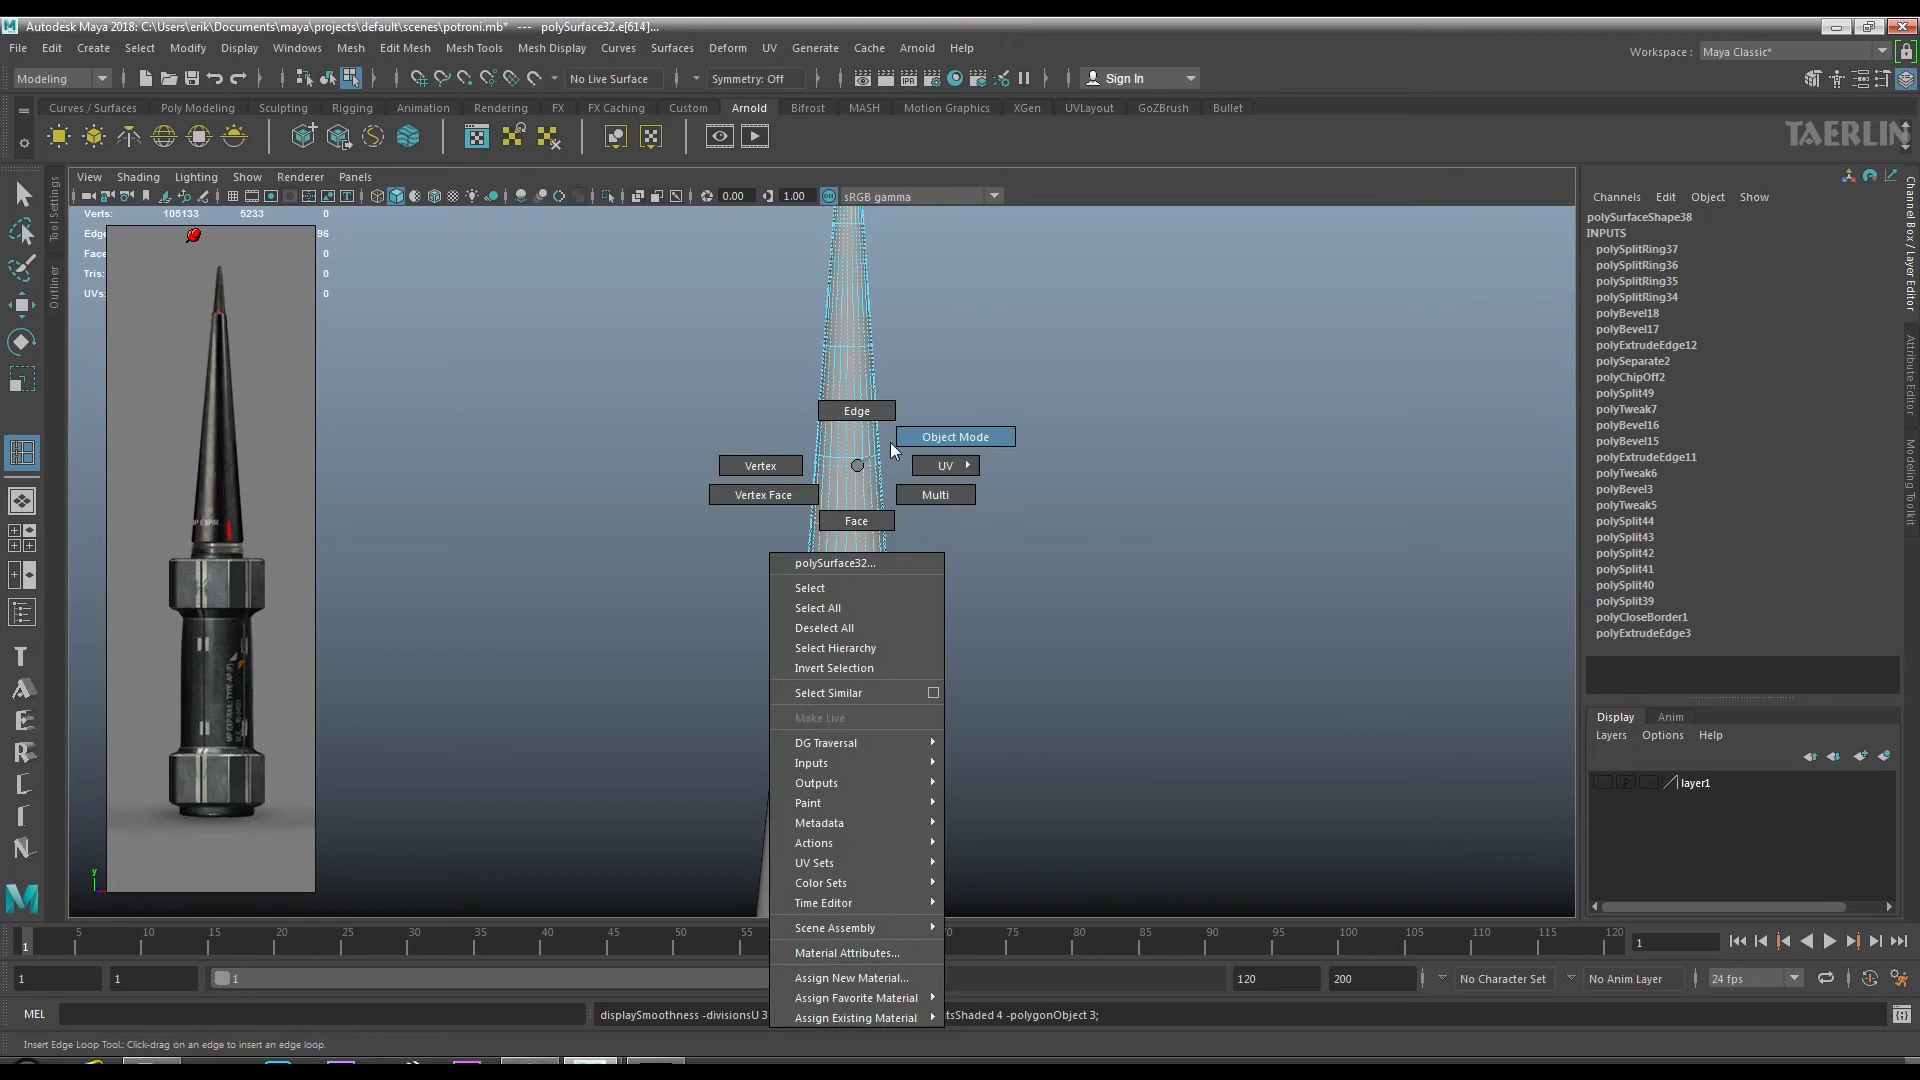 Autodesk Maya 2018: C:\Users\erik\Documents\maya\projects\default\scenes\potroni.mb* --- polySurface32.e[614]...
File Edit Create Select Modify Display Windows Mesh Edit Mesh Mesh Tools Mesh Display Curves Surfaces Deform UV Generate Cache Arnold Help
Workspace : Maya Classic*
Modeling No Live Surface Symmetry: Off Sign In
Curves / Surfaces Poly Modeling Sculpting Rigging Animation Rendering FX FX Caching Custom Arnold Bifrost MASH Motion Graphics XGen UVLayout GoZBrush Bullet
TAERLIN
View Shading Lighting Show Renderer Panels
0.00 1.00 sRGB gamma
Verts: 105133 5233 0
Edge 96
Face 0
Tris: 0
UVs: 0
Tool Settings
Outliner
Edge
Object Mode
Vertex
UV
Vertex Face
Multi
Face
polySurface32...
Select
Select All
Deselect All
Select Hierarchy
Invert Selection
Select Similar
Make Live
DG Traversal
Inputs
Outputs
Paint
Metadata
Actions
UV Sets
Color Sets
Time Editor
Scene Assembly
Material Attributes...
Assign New Material...
Assign Favorite Material
Assign Existing Material
Channels Edit Object Show
polySurfaceShape38
INPUTS
polySplitRing37
polySplitRing36
polySplitRing35
polySplitRing34
polyBevel18
polyBevel17
polyExtrudeEdge12
polySeparate2
polyChipOff2
polySplit49
polyTweak7
polyBevel16
polyBevel15
polyExtrudeEdge11
polyTweak6
polyBevel3
polyTweak5
polySplit44
polySplit43
polySplit42
polySplit41
polySplit40
polySplit39
polyCloseBorder1
polyExtrudeEdge3
Channel Box / Layer Editor
Attribute Editor
Modeling Toolkit
Display Anim
Layers Options Help
P layer1
y
5 10 15 20 25 30 35 40 45 50 55 70 75 80 85 90 95 100 105 110 115 120
1 1
1 1 1 120 200 No Character Set No Anim Layer 24 fps
MEL displaySmoothness -divisionsU 3 tsShaded 4 -polygonObject 3;
Insert Edge Loop Tool: Click-drag on an edge to insert an edge loop.